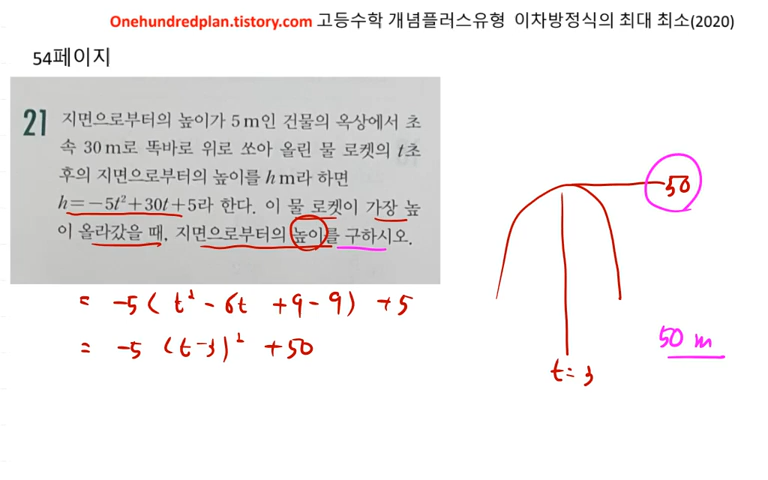 Onehundredplan.tistory.com 고등수학 개념플러스유형 이차방정식의 최대 최소(2020)
54페이지
21 지면으로부터의 높이가 5 m인 건물의 옥상에서 초
속 30 m로 똑바로 위로 쏘아 올린 물 로켓의 t초
후의 지면으로부터의 높이를 h m라 하면
h=-5t²+30t+5라 한다. 이 물 로켓이 가장 높
이 올라갔을 때, 지면으로부터의 높이를 구하시오.
= -5(t²-6t +9-9) +5
= -5 (t-3)² +50
50
t=3
50 m